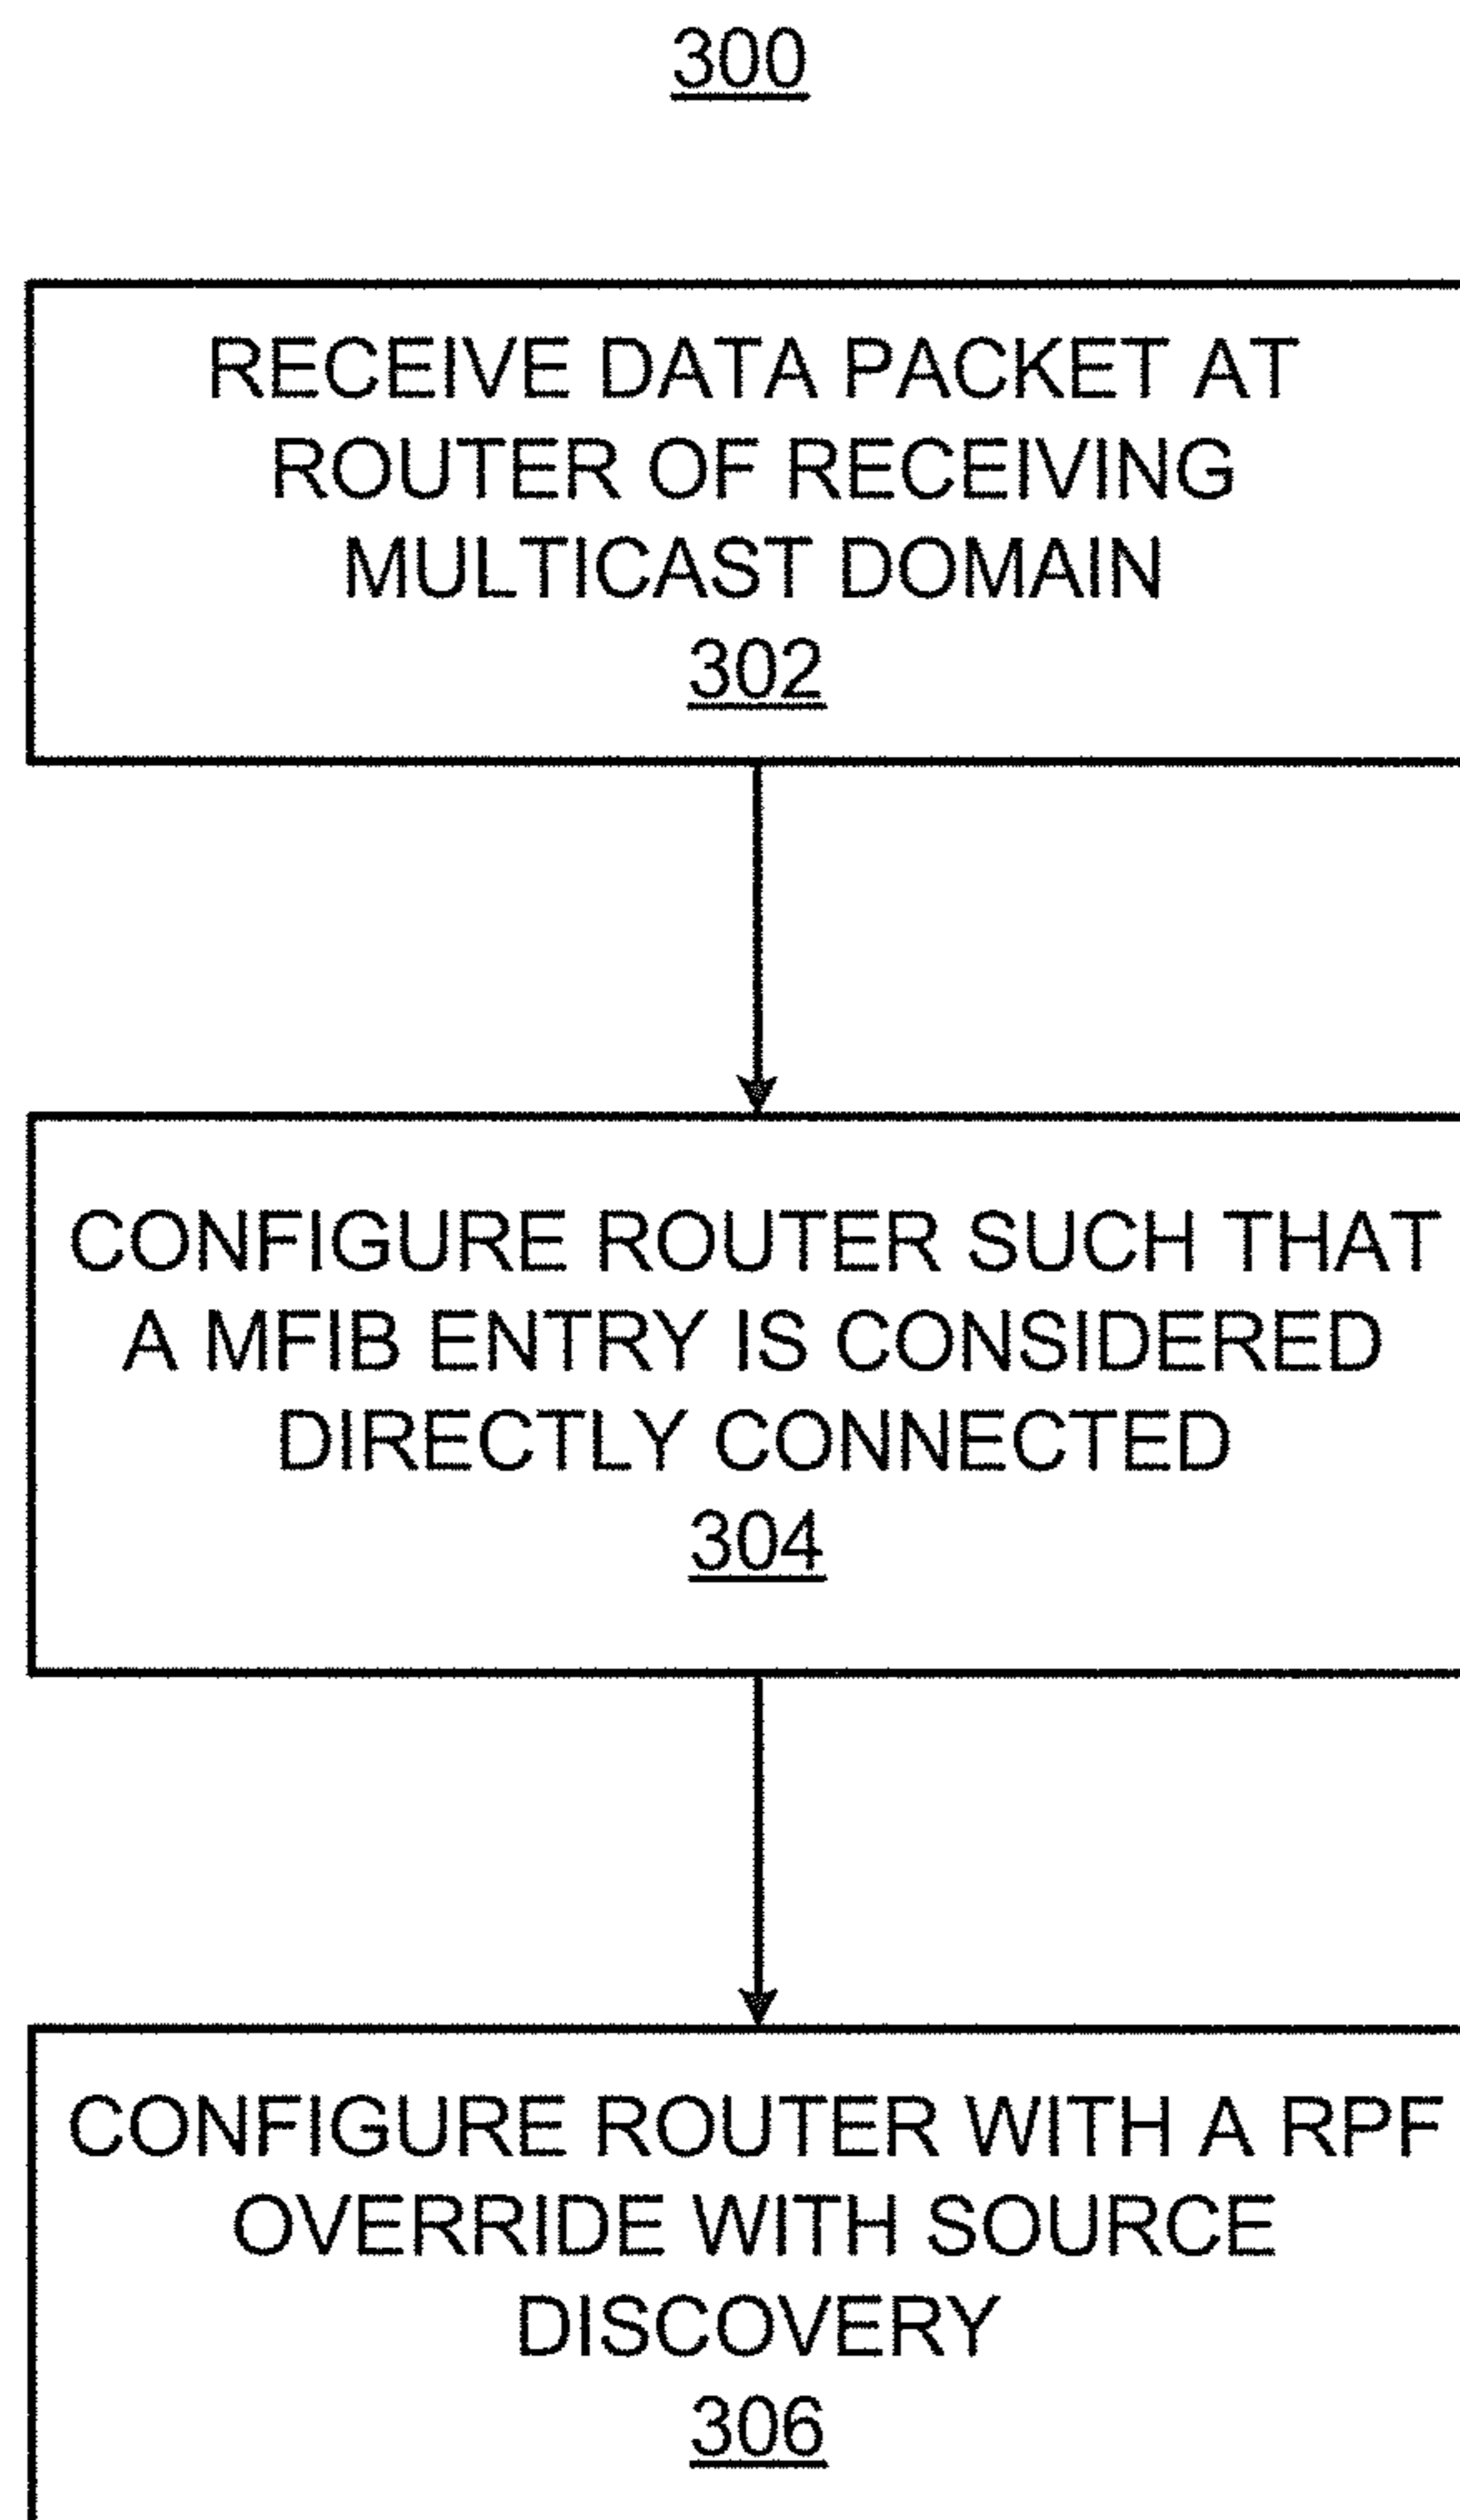 300
RECEIVE DATA PACKET AT
ROUTER OF RECEIVING
MULTICAST DOMAIN
302
CONFIGURE ROUTER SUCH THAT
A MFIB ENTRY IS CONSIDERED
DIRECTLY CONNECTED
304
CONFIGURE ROUTER WITH A RPF
OVERRIDE WITH SOURCE
DISCOVERY
306